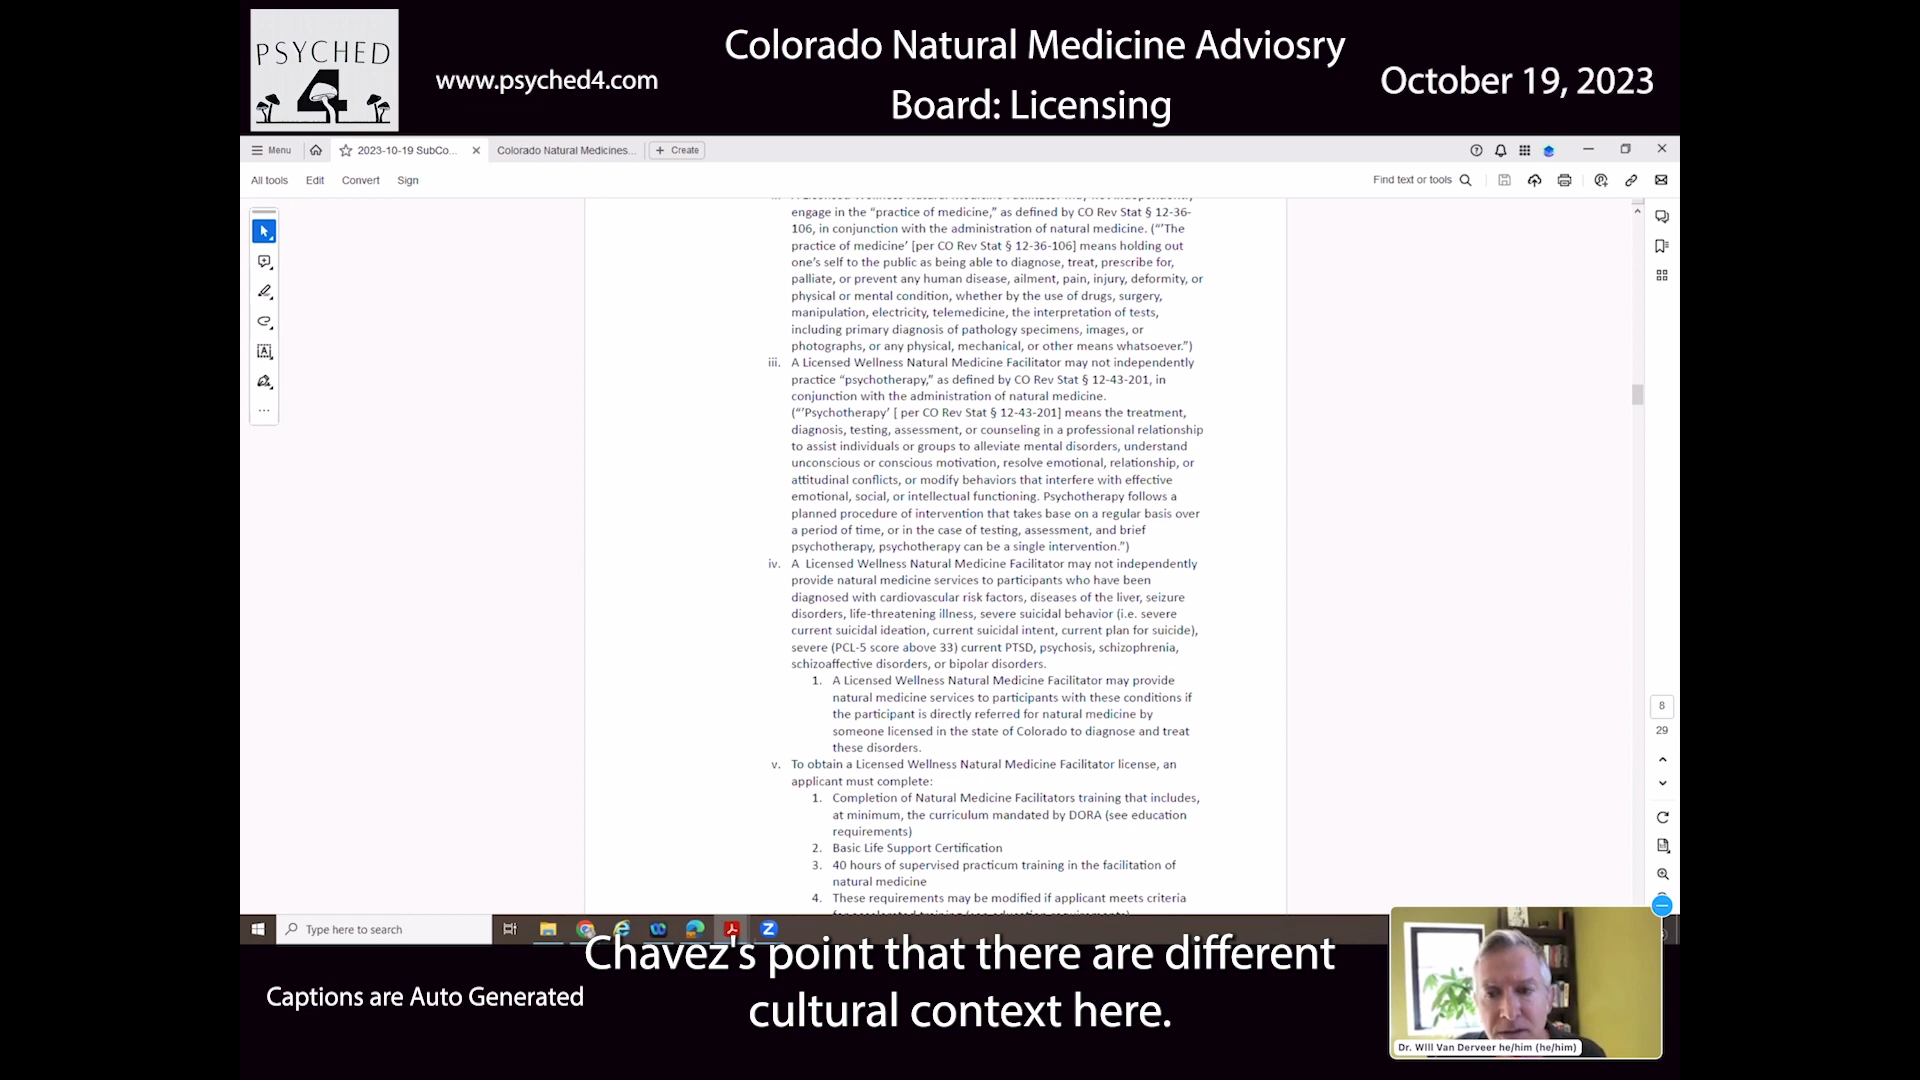 PSYCHED
4
www.psyched4.com
Colorado Natural Medicine Adviosry
Board: Licensing
October 19, 2023
Menu
2023-10-19 SubCo...
Colorado Natural Medicines...
+ Create
All tools
Edit
Convert
Sign
Find text or tools
engage in the “practice of medicine,” as defined by CO Rev Stat § 12-36-
106, in conjunction with the administration of natural medicine. (“’The
practice of medicine’ [per CO Rev Stat § 12-36-106] means holding out
one’s self to the public as being able to diagnose, treat, prescribe for,
palliate, or prevent any human disease, ailment, pain, injury, deformity, or
physical or mental condition, whether by the use of drugs, surgery,
manipulation, electricity, telemedicine, the interpretation of tests,
including primary diagnosis of pathology specimens, images, or
photographs, or any physical, mechanical, or other means whatsoever.”)
iii. A Licensed Wellness Natural Medicine Facilitator may not independently
practice “psychotherapy,” as defined by CO Rev Stat § 12-43-201, in
conjunction with the administration of natural medicine.
(“’Psychotherapy’ [ per CO Rev Stat § 12-43-201] means the treatment,
diagnosis, testing, assessment, or counseling in a professional relationship
to assist individuals or groups to alleviate mental disorders, understand
unconscious or conscious motivation, resolve emotional, relationship, or
attitudinal conflicts, or modify behaviors that interfere with effective
emotional, social, or intellectual functioning. Psychotherapy follows a
planned procedure of intervention that takes base on a regular basis over
a period of time, or in the case of testing, assessment, and brief
psychotherapy, psychotherapy can be a single intervention.”)
iv. A Licensed Wellness Natural Medicine Facilitator may not independently
provide natural medicine services to participants who have been
diagnosed with cardiovascular risk factors, diseases of the liver, seizure
disorders, life-threatening illness, severe suicidal behavior (i.e. severe
current suicidal ideation, current suicidal intent, current plan for suicide),
severe (PCL-5 score above 33) current PTSD, psychosis, schizophrenia,
schizoaffective disorders, or bipolar disorders.
1. A Licensed Wellness Natural Medicine Facilitator may provide
natural medicine services to participants with these conditions if
the participant is directly referred for natural medicine by
someone licensed in the state of Colorado to diagnose and treat
these disorders.
v. To obtain a Licensed Wellness Natural Medicine Facilitator license, an
applicant must complete:
1. Completion of Natural Medicine Facilitators training that includes,
at minimum, the curriculum mandated by DORA (see education
requirements)
2. Basic Life Support Certification
3. 40 hours of supervised practicum training in the facilitation of
natural medicine
4. These requirements may be modified if applicant meets criteria
8
29
Type here to search
Chavez's point that there are different
cultural context here.
Captions are Auto Generated
Dr. Will Van Derveer he/him (he/him)